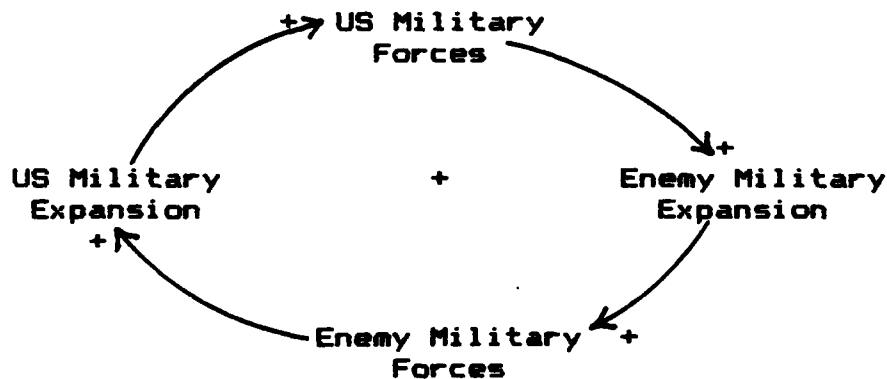 + US Military
Forces
+
US Military
Expansion
+
+
Enemy Military
Expansion
Enemy Military +
Forces